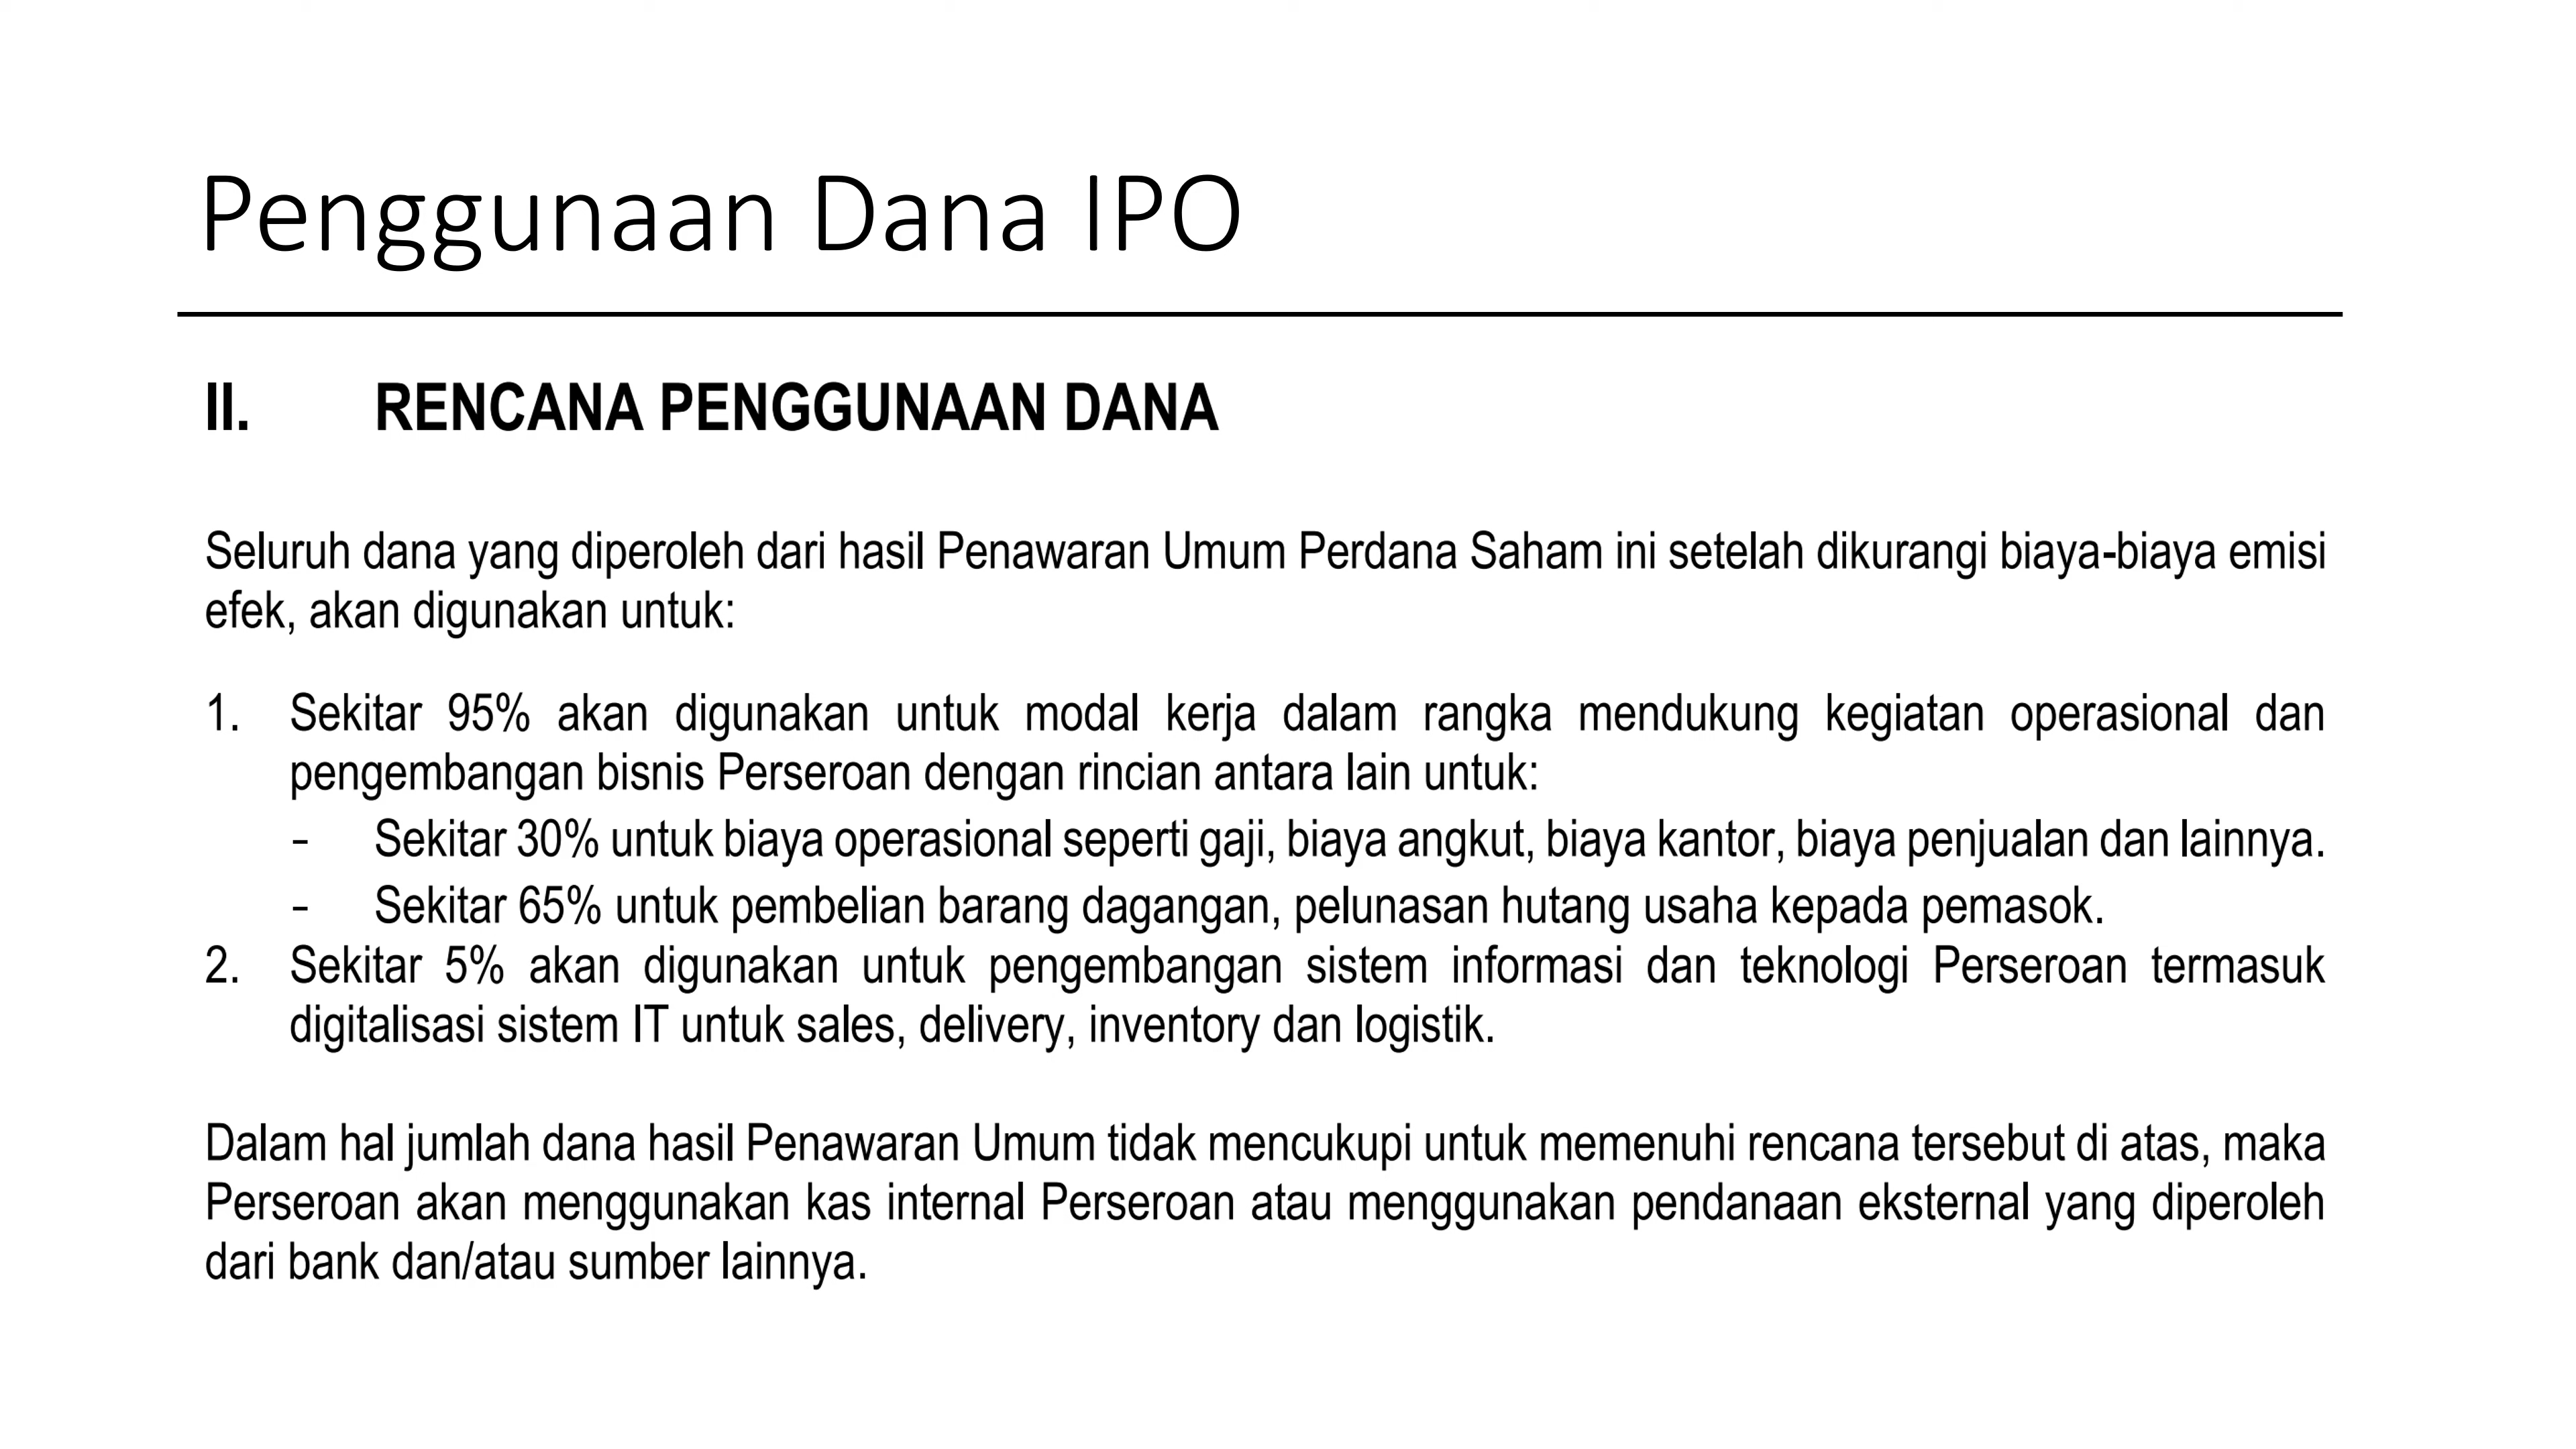 Penggunaan Dana IPO
II. RENCANA PENGGUNAAN DANA
Seluruh dana yang diperoleh dari hasil Penawaran Umum Perdana Saham ini setelah dikurangi biaya-biaya emisi
efek, akan digunakan untuk:
1. Sekitar 95% akan digunakan untuk modal kerja dalam rangka mendukung kegiatan operasional dan
pengembangan bisnis Perseroan dengan rincian antara lain untuk:
- Sekitar 30% untuk biaya operasional seperti gaji, biaya angkut, biaya kantor, biaya penjualan dan lainnya.
- Sekitar 65% untuk pembelian barang dagangan, pelunasan hutang usaha kepada pemasok.
2. Sekitar 5% akan digunakan untuk pengembangan sistem informasi dan teknologi Perseroan termasuk
digitalisasi sistem IT untuk sales, delivery, inventory dan logistik.
Dalam hal jumlah dana hasil Penawaran Umum tidak mencukupi untuk memenuhi rencana tersebut di atas, maka
Perseroan akan menggunakan kas internal Perseroan atau menggunakan pendanaan eksternal yang diperoleh
dari bank dan/atau sumber lainnya.